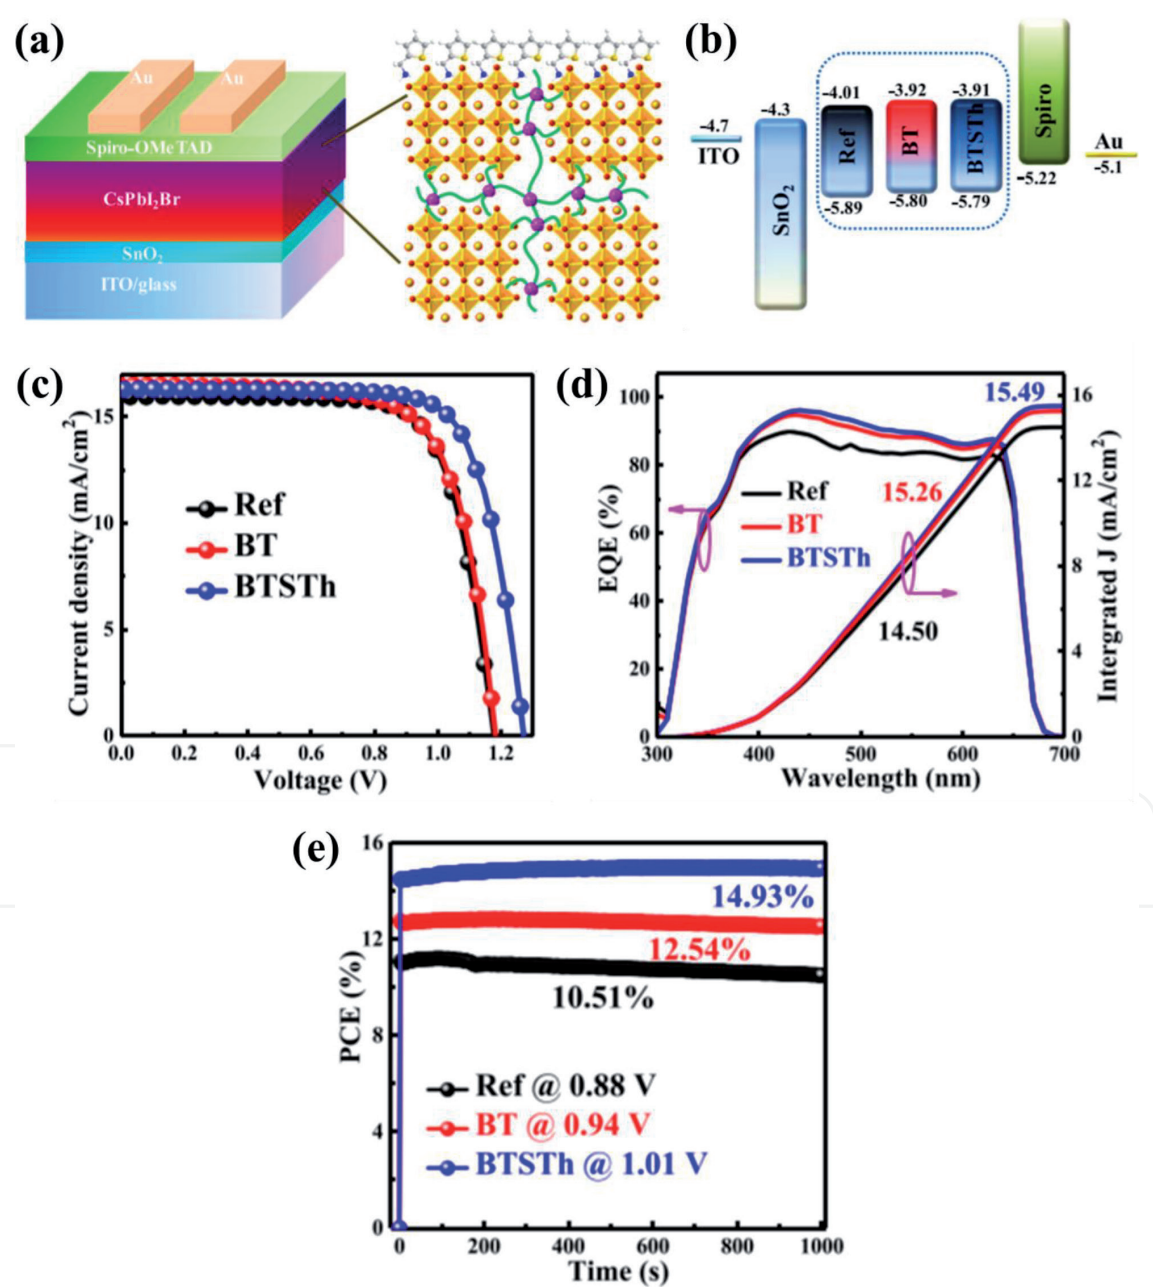 (a)
Au
Au
Spiro-OMeTAD
CsPbI₂Br
SnO₂
ITO/glass
(b)
-4.7
ITO
-4.3
SnO₂
-4.01
Ref
-5.89
-3.92
BT
-5.80
-3.91
BTSTh
-5.79
Spiro
-5.22
Au
-5.1
(c)
Current density (mA/cm²)
15
10
5
0
Ref
BT
BTSTh
0.0 0.2 0.4 0.6 0.8 1.0 1.2
Voltage (V)
(d)
EQE (%)
100
80
60
40
20
0
Ref
BT
BTSTh
15.49
15.26
14.50
16
12
8
4
0
Intergrated J (mA/cm²)
300 400 500 600 700
Wavelength (nm)
(e)
PCE (%)
16
12
8
4
0
14.93%
12.54%
10.51%
Ref @ 0.88 V
BT @ 0.94 V
BTSTh @ 1.01 V
0 200 400 600 800 1000
Time (s)